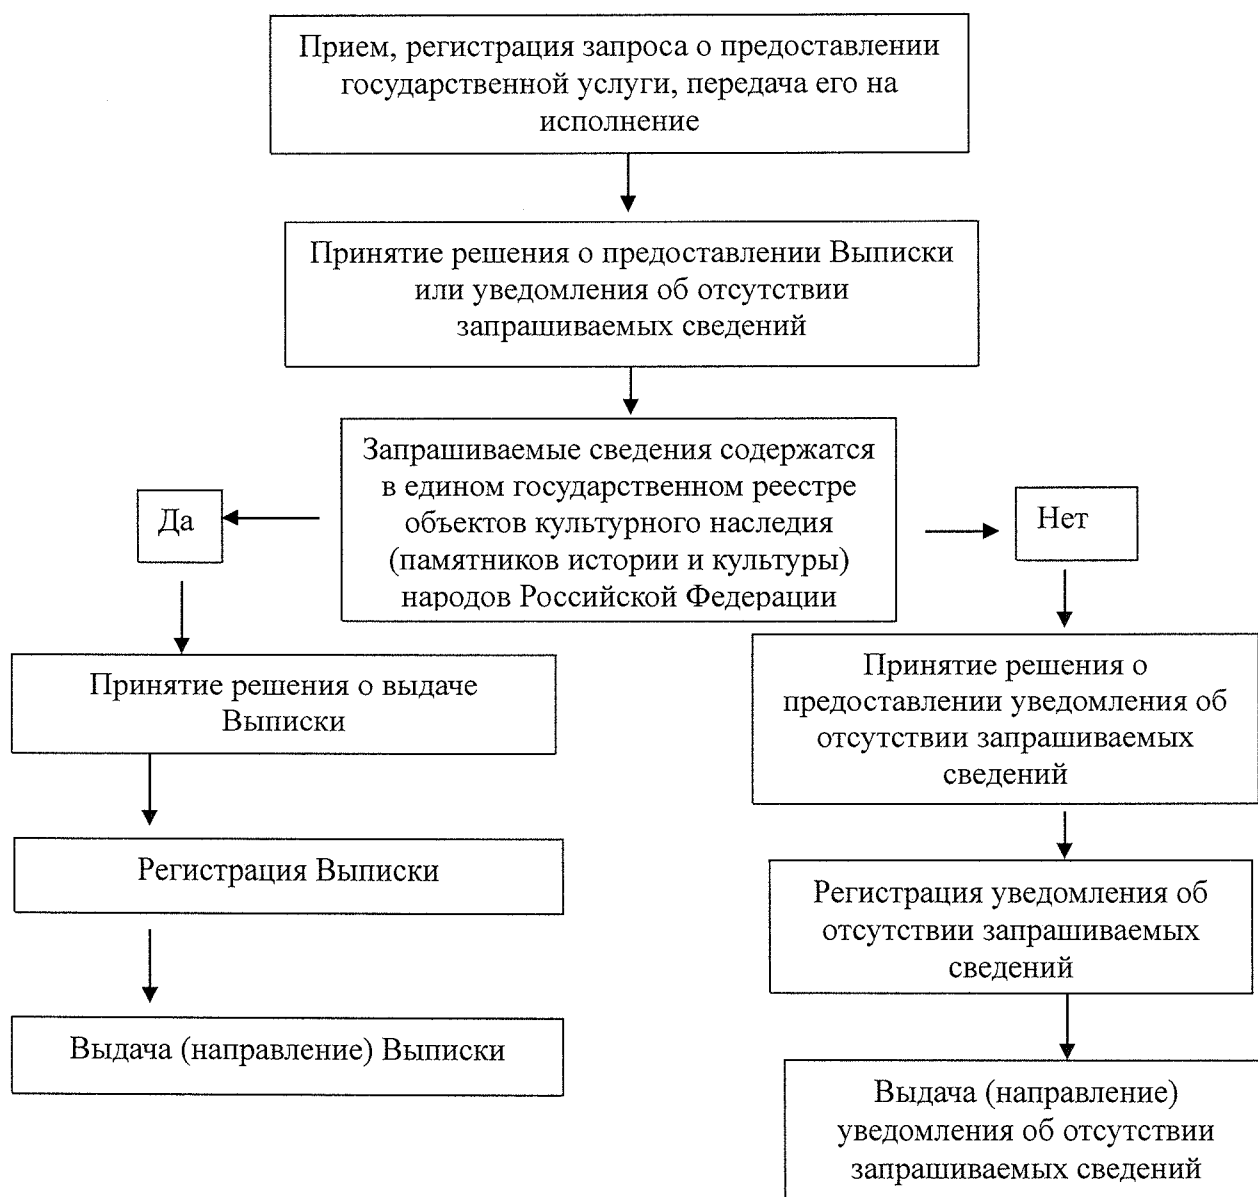 Прием, регистрация запроса о предоставлении
государственной услуги, передача его на
исполнение
Принятие решения о предоставлении Выписки
или уведомления об отсутствии
запрашиваемых сведений
Запрашиваемые сведения содержатся
в едином государственном реестре
объектов культурного наследия
(памятников истории и культуры)
народов Российской Федерации
Да
Нет
Принятие решения о выдаче
Выписки
Регистрация Выписки
Выдача (направление) Выписки
Принятие решения о
предоставлении уведомления об
отсутствии запрашиваемых
сведений
Регистрация уведомления об
отсутствии запрашиваемых
сведений
Выдача (направление)
уведомления об отсутствии
запрашиваемых сведений